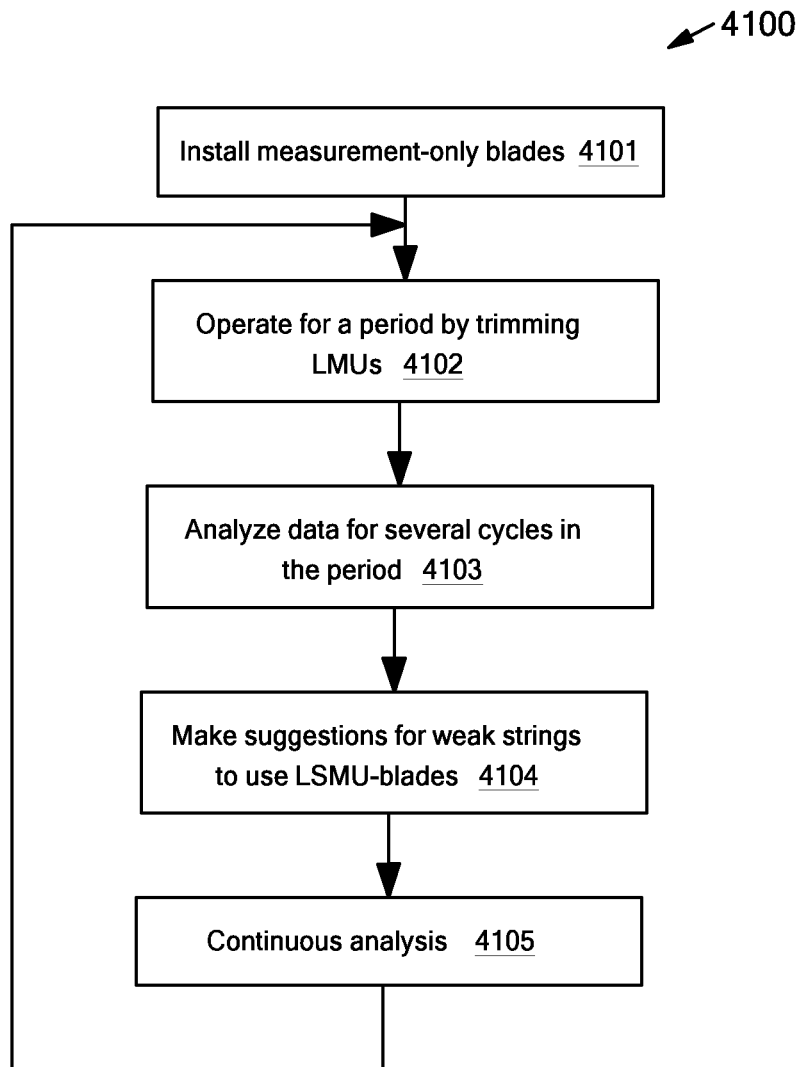 4100
Install measurement-only blades 4101
Operate for a period by trimming
LMUs 4102
Analyze data for several cycles in
the period 4103
Make suggestions for weak strings
to use LSMU-blades 4104
Continuous analysis 4105